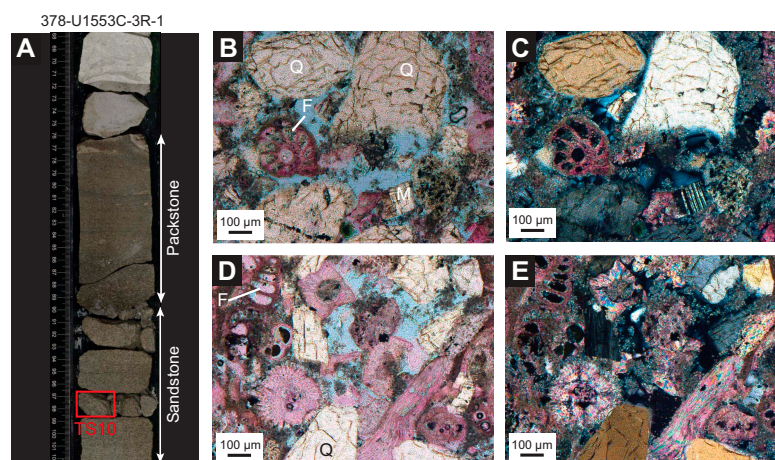 378-U1553C-3R-1
A
Packstone
Sandstone
TS10
B
Q
Q
F
M
100 µm
C
100 µm
D
F
Q
100 µm
E
100 µm